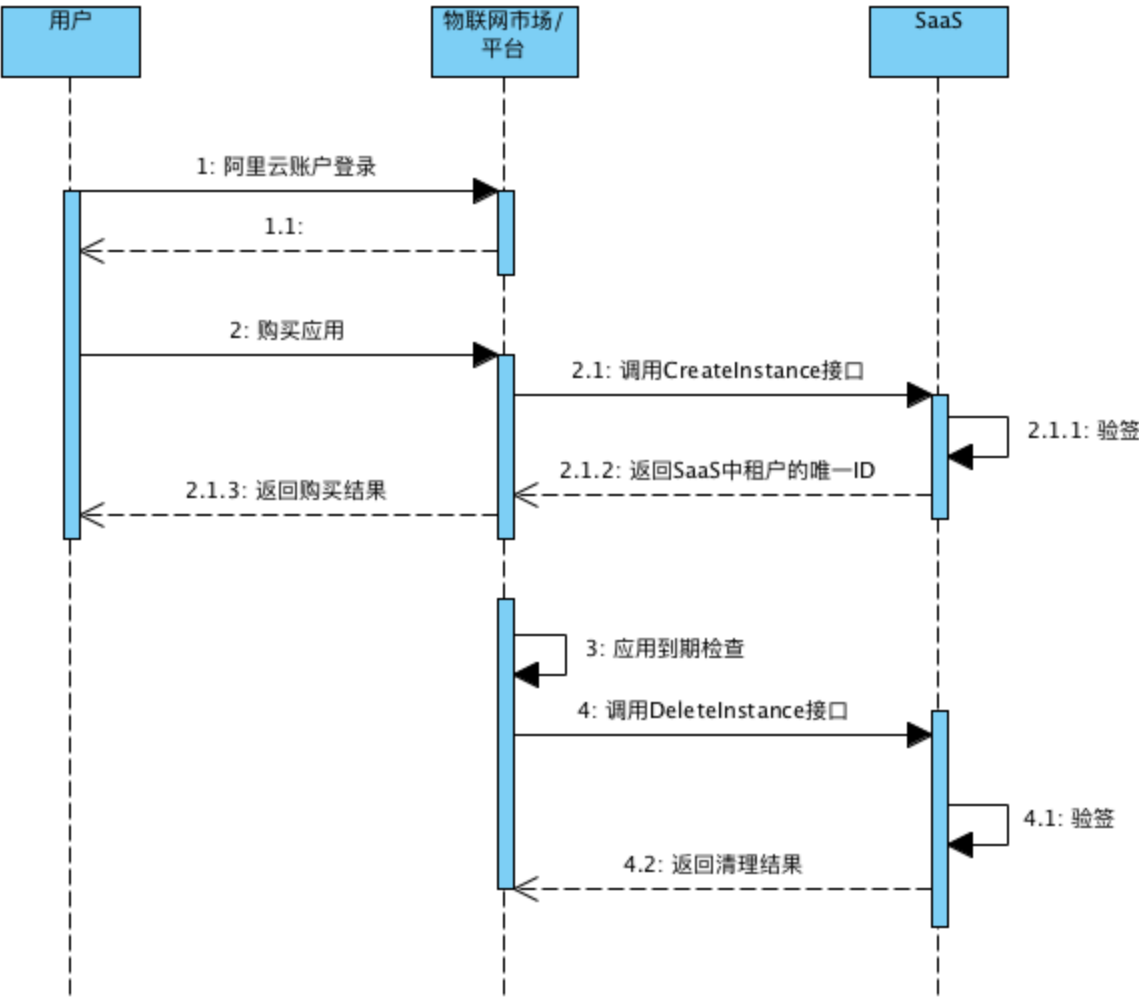 用户
物联网市场/
平台
SaaS
1: 阿里云账户登录
1.1:
2: 购买应用
2.1: 调用CreateInstance接口
2.1.1: 验签
2.1.2: 返回SaaS中租户的唯一ID
2.1.3: 返回购买结果
3: 应用到期检查
4: 调用DeleteInstance接口
4.1: 验签
4.2: 返回清理结果